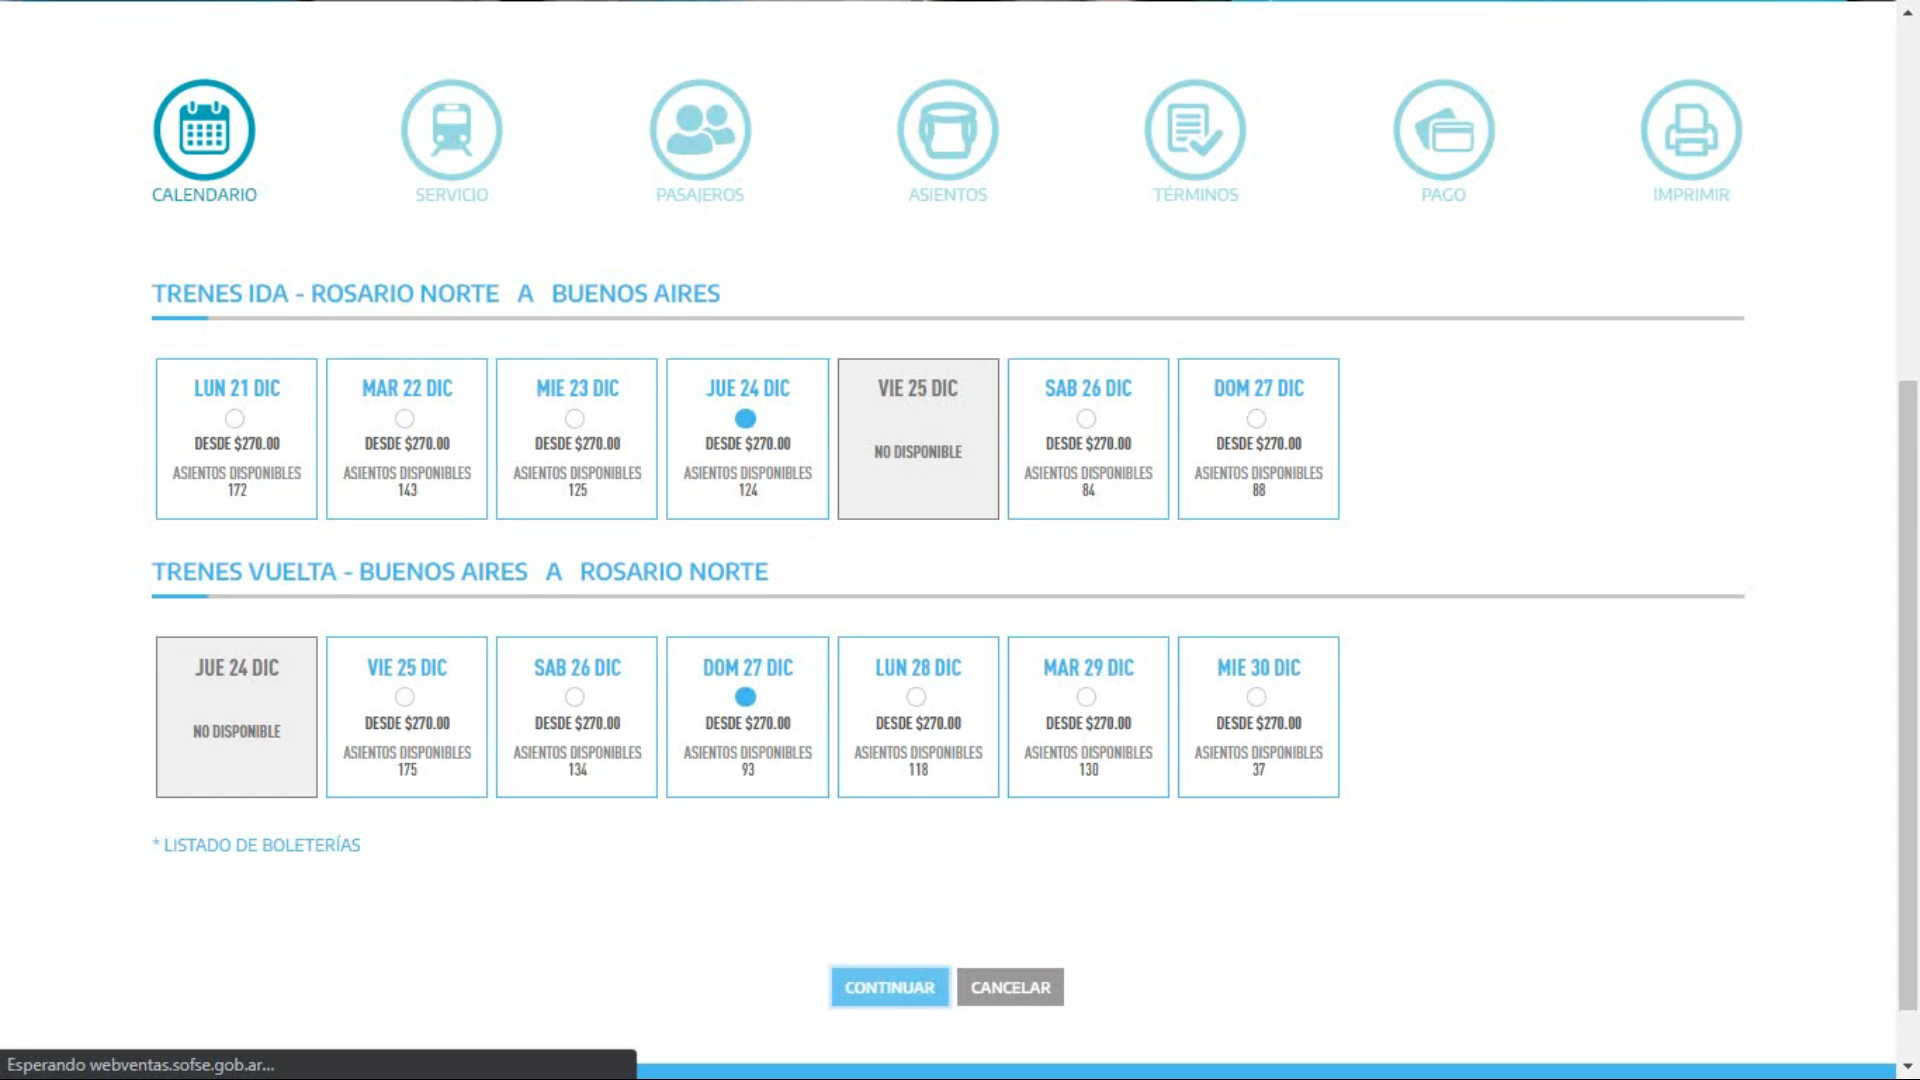 CALENDARIO
SERVICIO
PASAJEROS
ASIENTOS
TÉRMINOS
PAGO
IMPRIMIR
TRENES IDA - ROSARIO NORTE A BUENOS AIRES
LUN 21 DIC
DESDE $270.00
ASIENTOS DISPONIBLES
172
MAR 22 DIC
DESDE $270.00
ASIENTOS DISPONIBLES
143
MIE 23 DIC
DESDE $270.00
ASIENTOS DISPONIBLES
125
JUE 24 DIC
DESDE $270.00
ASIENTOS DISPONIBLES
124
VIE 25 DIC
NO DISPONIBLE
SAB 26 DIC
DESDE $270.00
ASIENTOS DISPONIBLES
84
DOM 27 DIC
DESDE $270.00
ASIENTOS DISPONIBLES
88
TRENES VUELTA - BUENOS AIRES A ROSARIO NORTE
JUE 24 DIC
NO DISPONIBLE
VIE 25 DIC
DESDE $270.00
ASIENTOS DISPONIBLES
175
SAB 26 DIC
DESDE $270.00
ASIENTOS DISPONIBLES
134
DOM 27 DIC
DESDE $270.00
ASIENTOS DISPONIBLES
93
LUN 28 DIC
DESDE $270.00
ASIENTOS DISPONIBLES
118
MAR 29 DIC
DESDE $270.00
ASIENTOS DISPONIBLES
130
MIE 30 DIC
DESDE $270.00
ASIENTOS DISPONIBLES
37
* LISTADO DE BOLETERÍAS
CONTINUAR
CANCELAR
Esperando webventas.sofse.gob.ar...